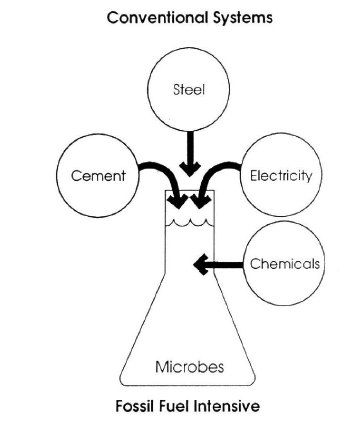 Conventional Systems
Steel
Cement
Electricity
Chemicals
Microbes
Fossil Fuel Intensive